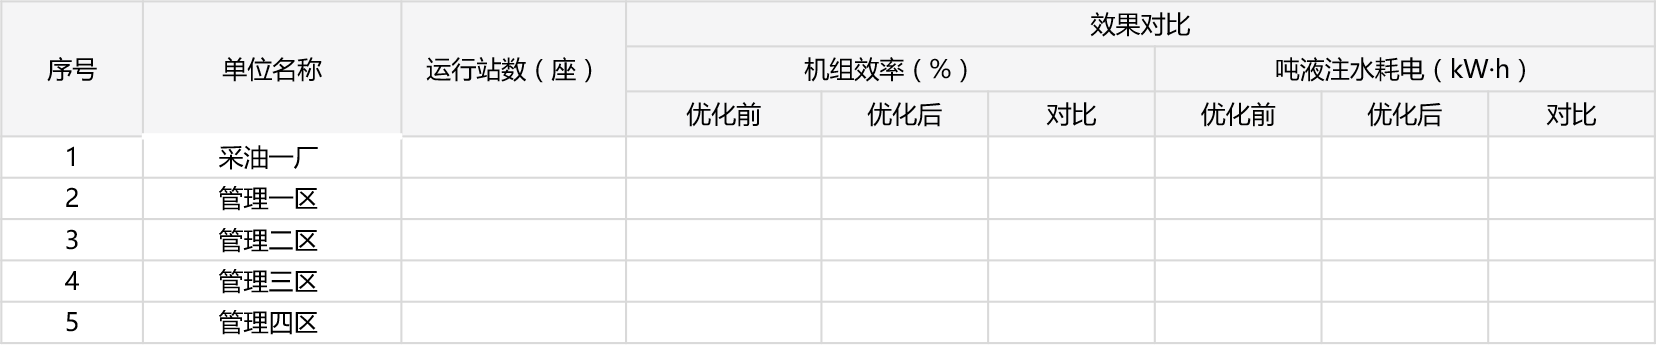 效果对比
序号 单位名称 运行站数（座） 机组效率（%） 吨液注水耗电（kW·h）
优化前 优化后 对比 优化前 优化后 对比
1 采油一厂
2 管理一区
3 管理二区
4 管理三区
5 管理四区